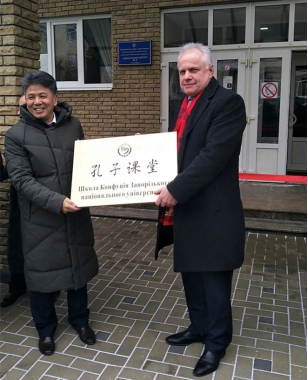 孔子课堂
Школа Конфуція Запорізького
національного університету